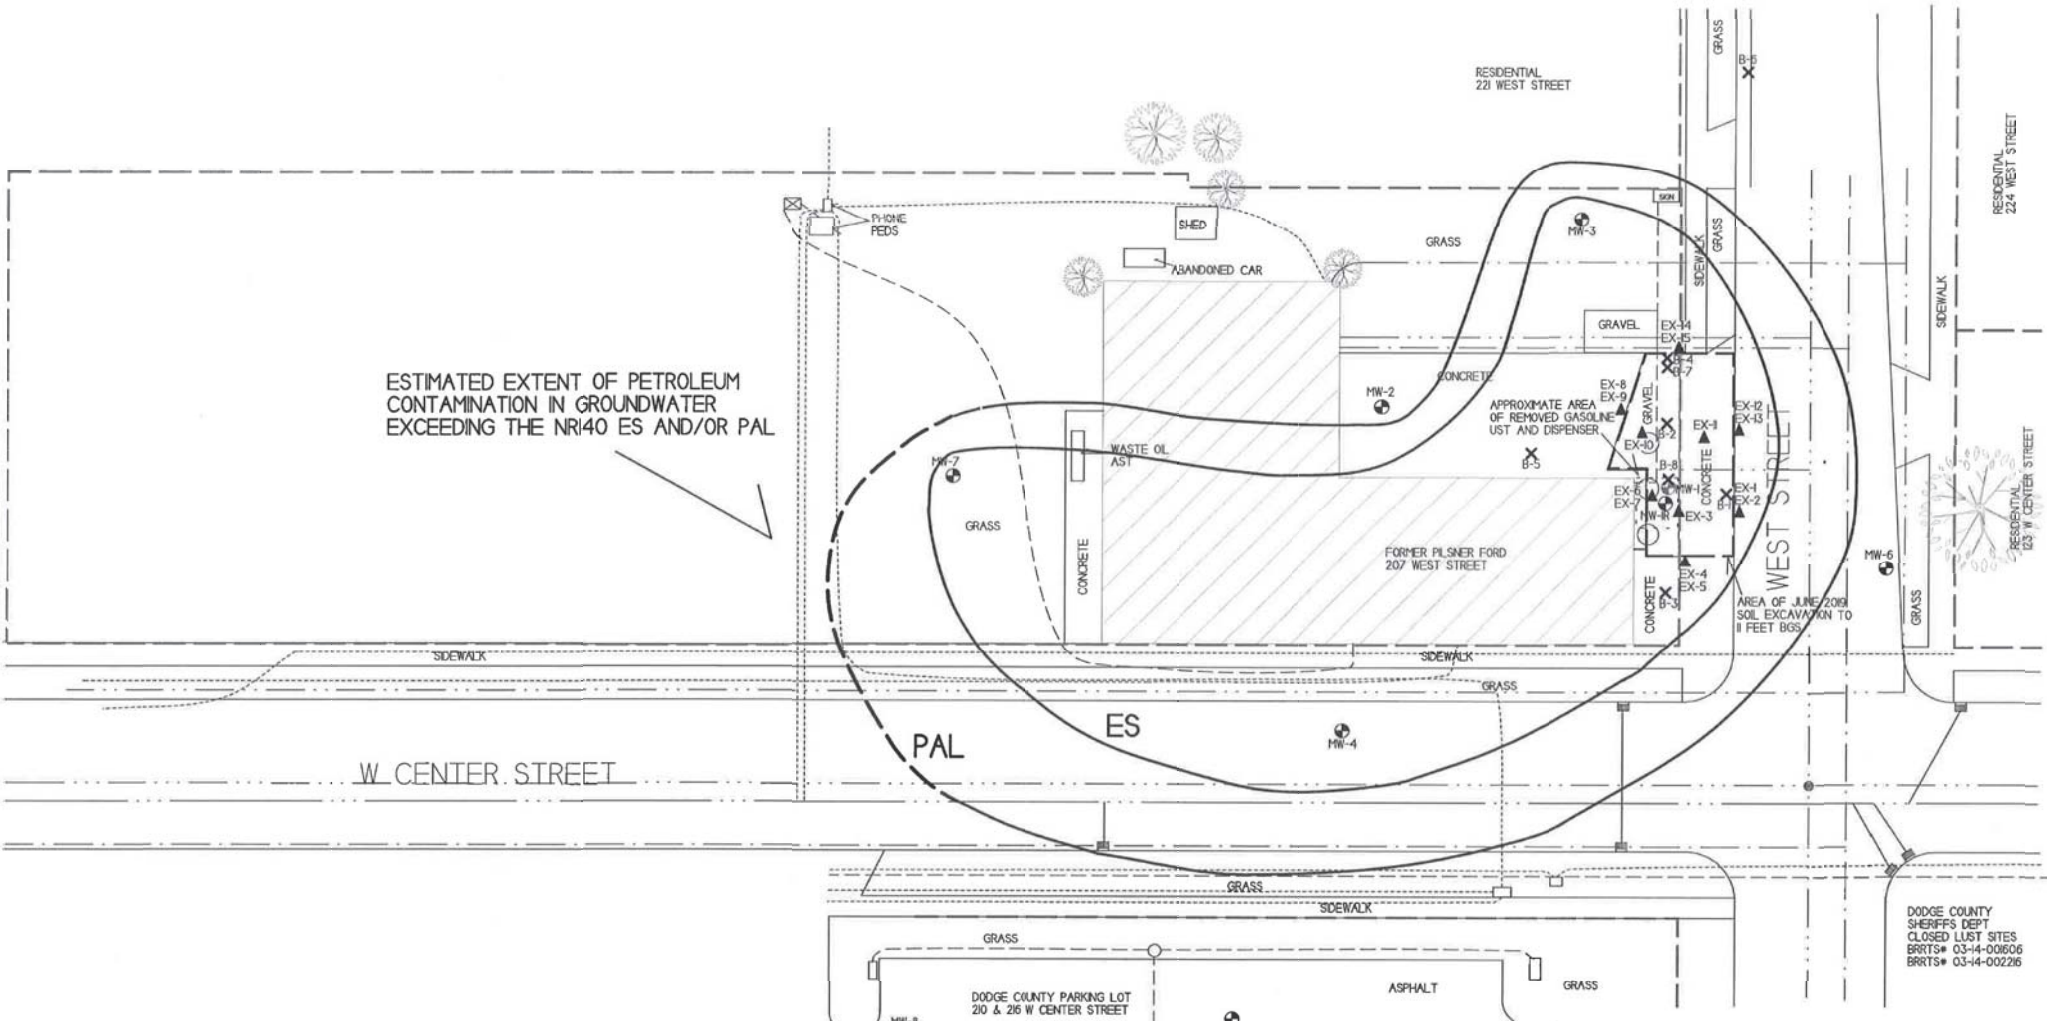 RESIDENTIAL
221 WEST STREET
GRASS
B-6
RESIDENTIAL
224 WEST STREET
PHONE
PEDS
SHED
ABANDONED CAR
GRASS
MW-3
SIGN
SIDEWALK
GRASS
SIDEWALK
GRAVEL
EX-14
EX-15
B-4
B-7
ESTIMATED EXTENT OF PETROLEUM
CONTAMINATION IN GROUNDWATER
EXCEEDING THE NR140 ES AND/OR PAL
MW-2
CONCRETE
EX-8
EX-9
APPROXIMATE AREA
OF REMOVED GASOLINE
UST AND DISPENSER
GRAVEL
B-2
EX-10
EX-11
EX-12
EX-13
CONCRETE
MW-7
WASTE OIL
AST
B-5
B-8
MW-1
EX-6
EX-7
MW-1R
EX-3
B-1
EX-1
EX-2
WEST STREET
RESIDENTIAL
123 W CENTER STREET
GRASS
CONCRETE
FORMER PILSNER FORD
207 WEST STREET
EX-4
EX-5
B-3
CONCRETE
MW-6
AREA OF JUNE 2019
SOIL EXCAVATION TO
11 FEET BGS
GRASS
SIDEWALK
SIDEWALK
GRASS
ES
MW-4
PAL
W CENTER STREET
GRASS
SIDEWALK
GRASS
DODGE COUNTY PARKING LOT
210 & 216 W CENTER STREET
ASPHALT
GRASS
DODGE COUNTY
SHERIFFS DEPT
CLOSED LUST SITES
BRRTS# 03-14-001606
BRRTS# 03-14-002216